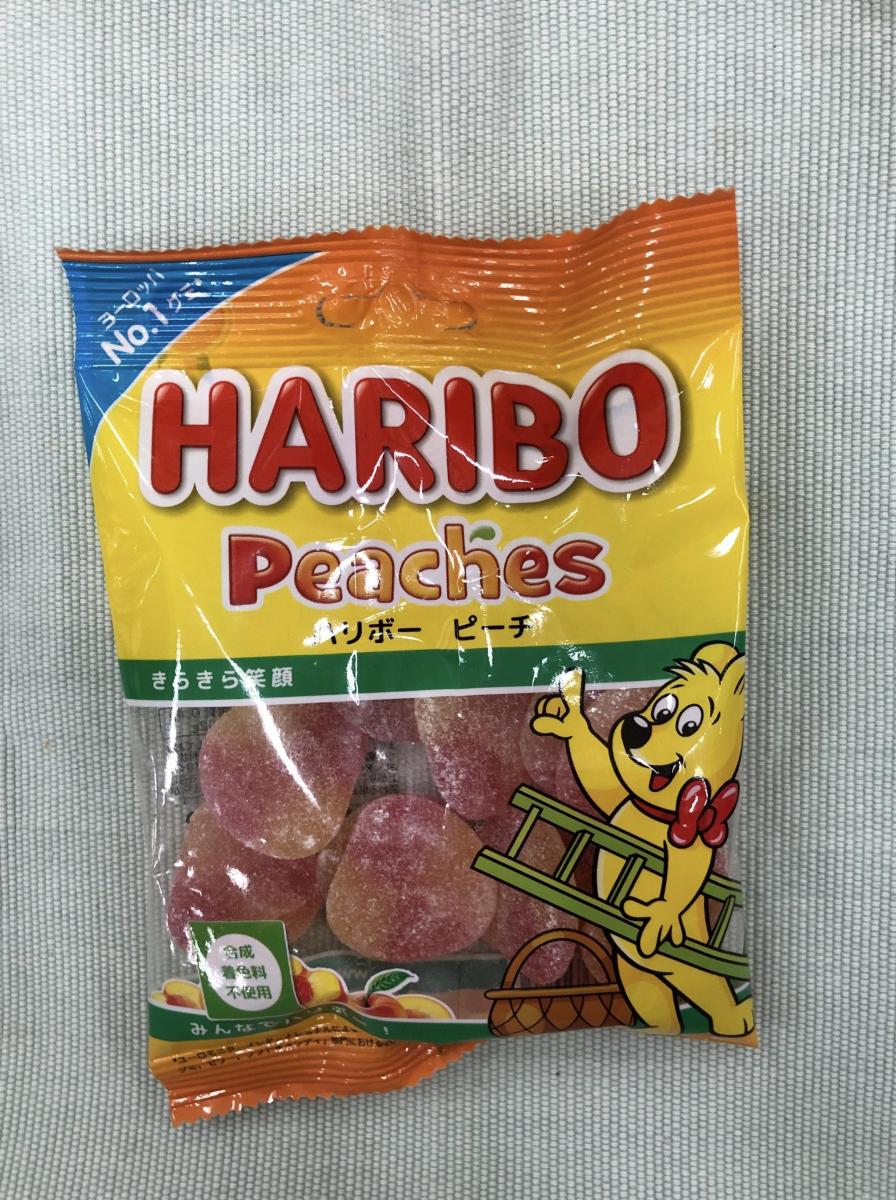 ヨーロッパ
No.1グミ*
HARIBO
Peaches
ハリボー ピーチ
きらきら笑顔
合成
着色料
不使用
みんなで